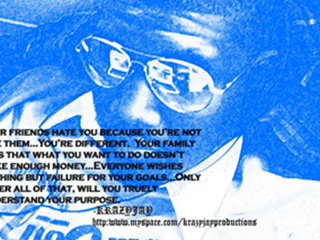 R FRIENDS HATE YOU BECAUSE YOU'RE NOT
E THEM...YOU'RE DIFFERENT. YOUR FAMILY
S THAT WHAT YOU WANT TO DO DOESN'T
KE ENOUGH MONEY...EVERYONE WISHES
HING BUT FAILURE FOR YOUR GOALS...ONLY
ER ALL OF THAT, WILL YOU TRUELY
DERSTAND YOUR PURPOSE.
-KRAZYJAY
http:www.myspace.com/krazyjayproductions